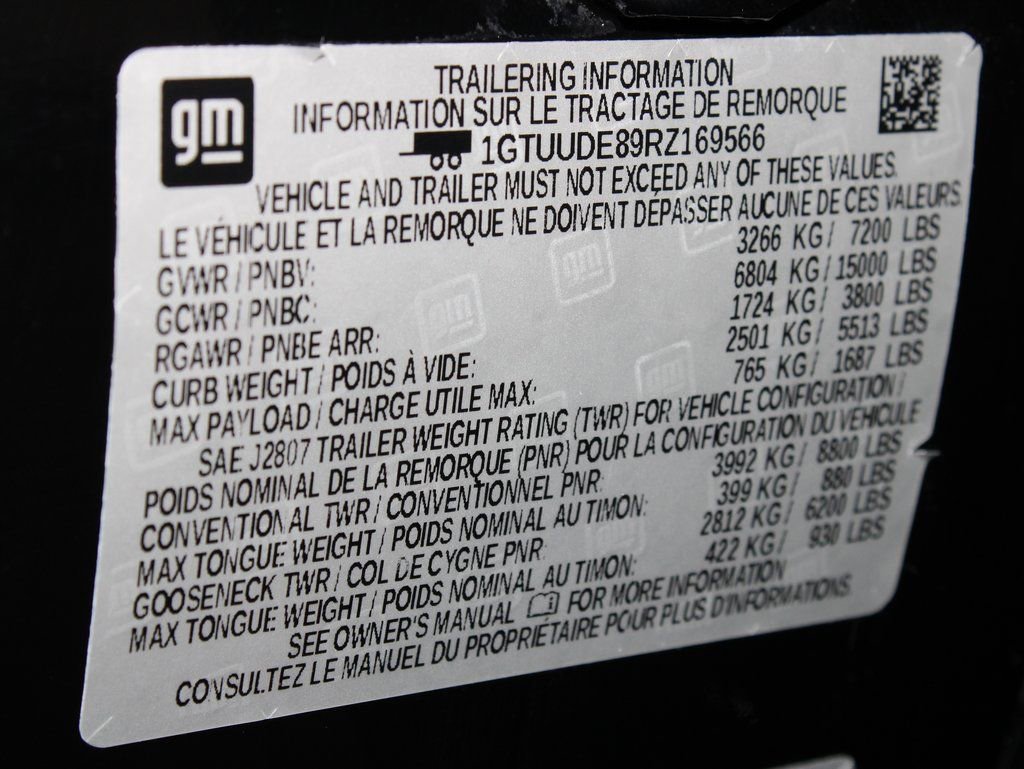 gm
TRAILERING INFORMATION
INFORMATION SUR LE TRACTAGE DE REMORQUE
1GTUUDE89RZ169566
VEHICLE AND TRAILER MUST NOT EXCEED ANY OF THESE VALUES.
LE VÉHICULE ET LA REMORQUE NE DOIVENT DÉPASSER AUCUNE DE CES VALEURS.
GVWR / PNBV: 3266 KG / 7200 LBS
GCWR / PNBC: 6804 KG / 15000 LBS
RGAWR / PNBE ARR: 1724 KG / 3800 LBS
CURB WEIGHT / POIDS À VIDE: 2501 KG / 5513 LBS
MAX PAYLOAD / CHARGE UTILE MAX: 765 KG / 1687 LBS
SAE J2807 TRAILER WEIGHT RATING (TWR) FOR VEHICLE CONFIGURATION /
POIDS NOMINAL DE LA REMORQUE (PNR) POUR LA CONFIGURATION DU VÉHICULE
CONVENTIONAL TWR / CONVENTIONNEL PNR: 3992 KG / 8800 LBS
MAX TONGUE WEIGHT / POIDS NOMINAL AU TIMON: 399 KG / 880 LBS
GOOSENECK TWR / COL DE CYGNE PNR: 2812 KG / 6200 LBS
MAX TONGUE WEIGHT / POIDS NOMINAL AU TIMON: 422 KG / 930 LBS
SEE OWNER'S MANUAL FOR MORE INFORMATION
CONSULTEZ LE MANUEL DU PROPRIÉTAIRE POUR PLUS D'INFORMATIONS.